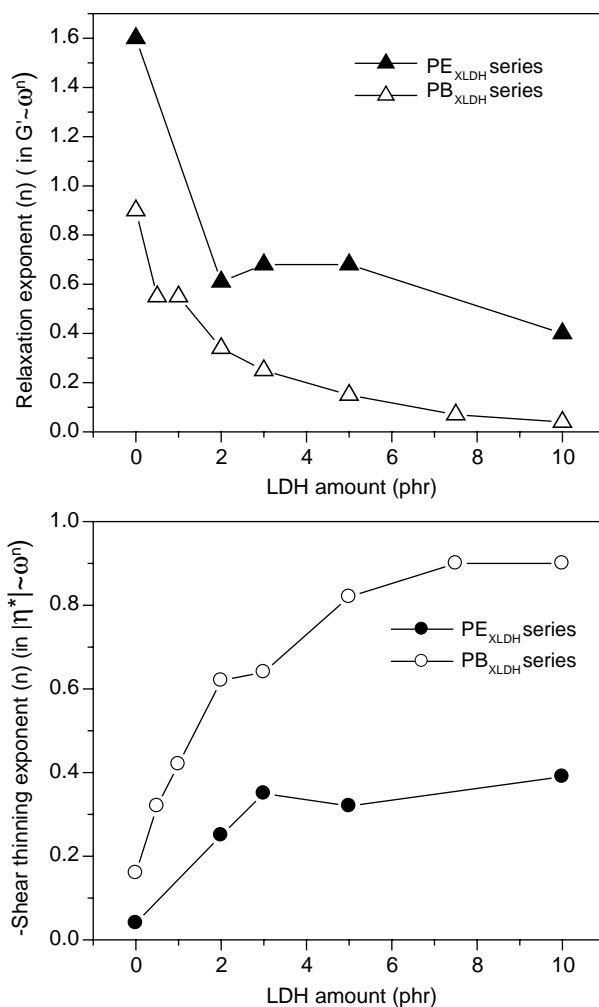 1.6
1.4
1.2
1.0
0.8
0.6
0.4
0.2
0.0
Relaxation exponent (n) ( in G'~ωⁿ)
PE_XLDH series
PB_XLDH series
0 2 4 6 8 10
LDH amount (phr)
1.0
0.8
0.6
0.4
0.2
0.0
-Shear thinning exponent (n) (in |η*|~ωⁿ)
PE_XLDH series
PB_XLDH series
0 2 4 6 8 10
LDH amount (phr)